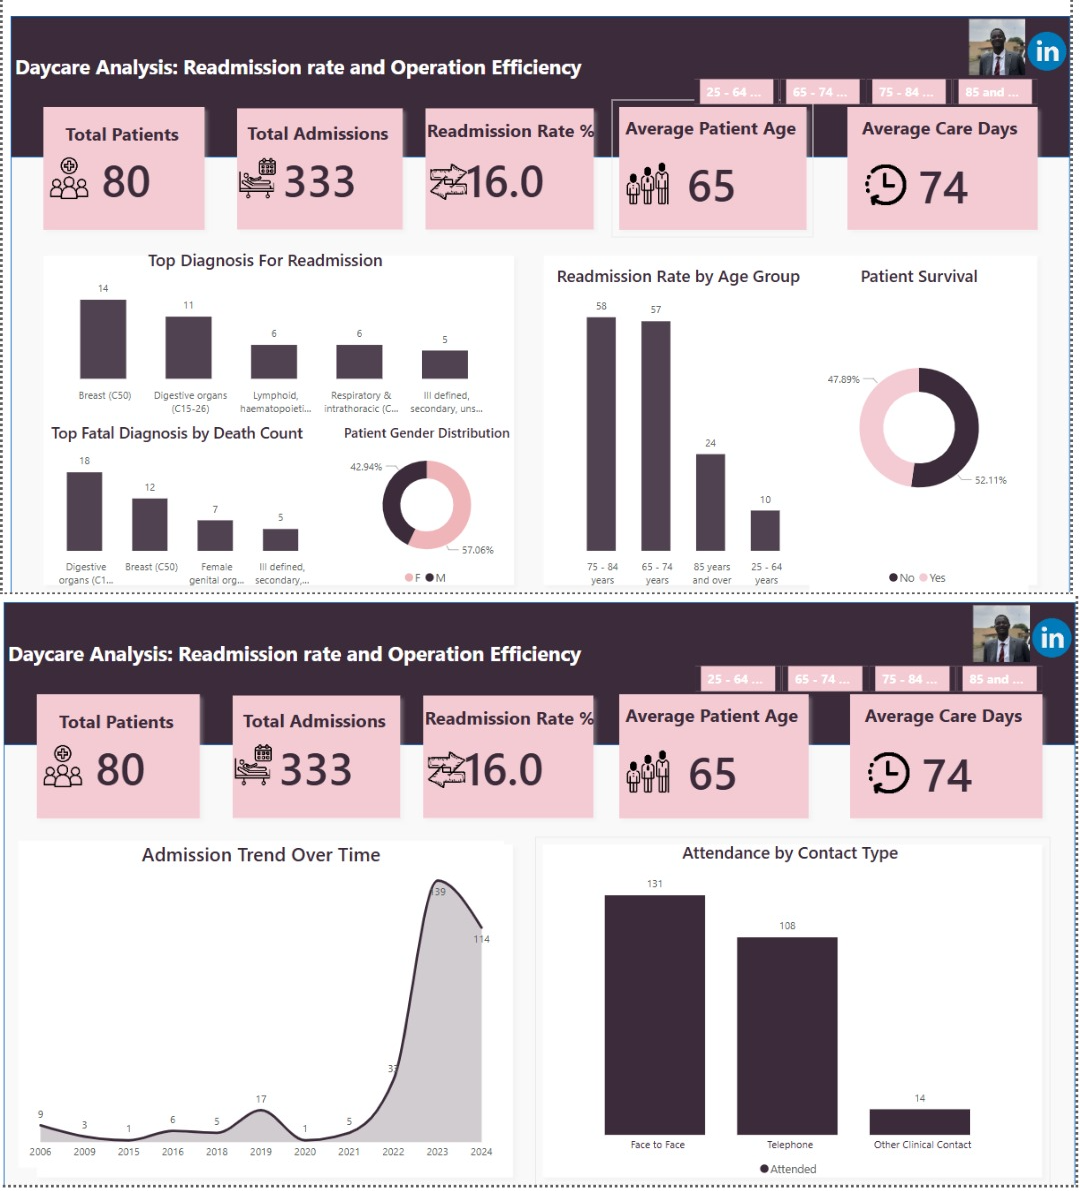 in
Daycare Analysis: Readmission rate and Operation Efficiency
25 - 64 ... 65 - 74 ... 75 - 84 ... 85 and ...
Total Patients
80
Total Admissions
333
Readmission Rate %
16.0
Average Patient Age
65
Average Care Days
74
Top Diagnosis For Readmission
14
11
6
6
5
Breast (C50)
Digestive organs
(C15-26)
Lymphoid,
haematopoieti...
Respiratory &
intrathoracic (C...
Ill defined,
secondary, uns...
Top Fatal Diagnosis by Death Count
18
12
7
5
Digestive
organs (C1...
Breast (C50)
Female
genital org...
Ill defined,
secondary,...
Patient Gender Distribution
42.94%
57.06%
F M
Readmission Rate by Age Group
58
57
24
10
75 - 84
years
65 - 74
years
85 years
and over
25 - 64
years
Patient Survival
47.89%
52.11%
No Yes
in
Daycare Analysis: Readmission rate and Operation Efficiency
25 - 64 ... 65 - 74 ... 75 - 84 ... 85 and ...
Total Patients
80
Total Admissions
333
Readmission Rate %
16.0
Average Patient Age
65
Average Care Days
74
Admission Trend Over Time
9
3
1
6
5
17
1
5
33
139
114
2006 2009 2015 2016 2018 2019 2020 2021 2022 2023 2024
Attendance by Contact Type
131
108
14
Face to Face
Telephone
Other Clinical Contact
Attended